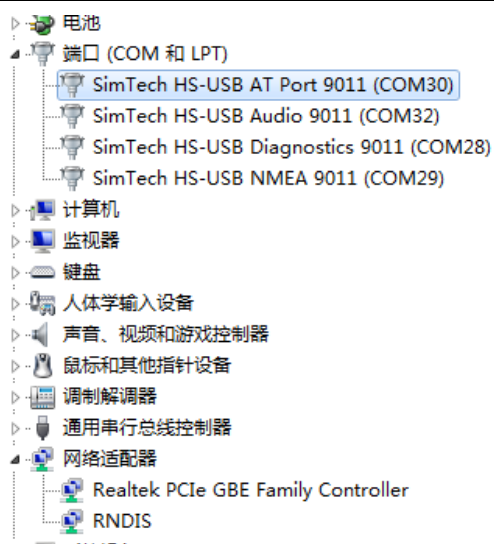 电池
端口 (COM 和 LPT)
SimTech HS-USB AT Port 9011 (COM30)
SimTech HS-USB Audio 9011 (COM32)
SimTech HS-USB Diagnostics 9011 (COM28)
SimTech HS-USB NMEA 9011 (COM29)
计算机
监视器
键盘
人体学输入设备
声音、视频和游戏控制器
鼠标和其他指针设备
调制解调器
通用串行总线控制器
网络适配器
Realtek PCIe GBE Family Controller
RNDIS